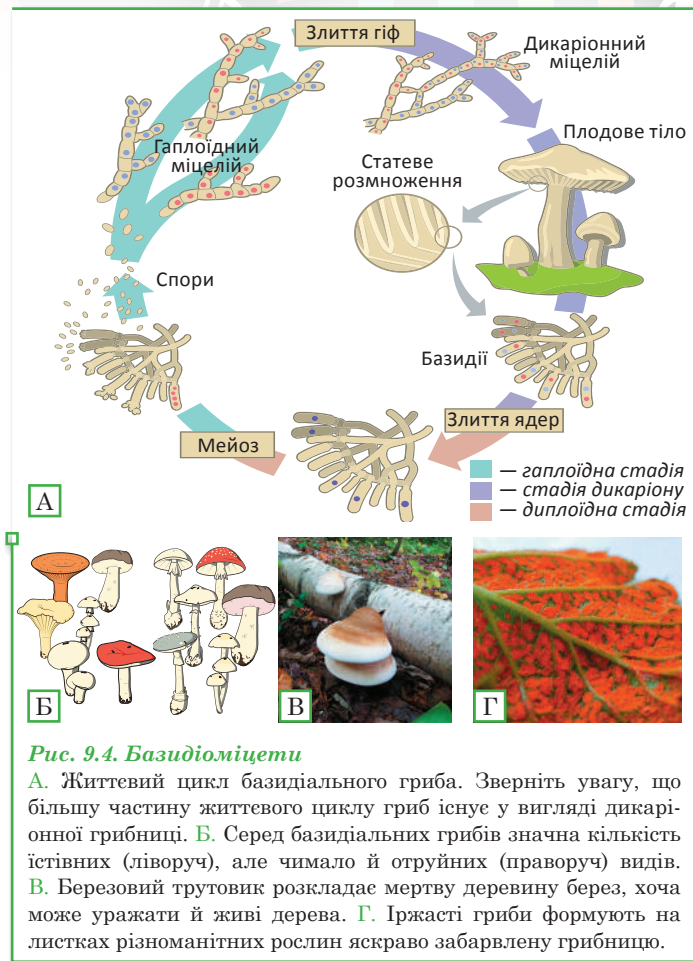 Злиття гіф
Дикаріонний
міцелій
Гаплоїдний
міцелій
Плодове тіло
Статеве
розмноження
Спори
Базидії
Злиття ядер
Мейоз
— гаплоїдна стадія
— стадія дикаріону
— диплоїдна стадія
А
Б
В
Г
Рис. 9.4. Базидіоміцети
А. Життєвий цикл базидіального гриба. Зверніть увагу, що
більшу частину життєвого циклу гриб існує у вигляді дикарі-
онної грибниці. Б. Серед базидіальних грибів значна кількість
їстівних (ліворуч), але чимало й отруйних (праворуч) видів.
В. Березовий трутовик розкладає мертву деревину берез, хоча
може уражати й живі дерева. Г. Іржасті гриби формують на
листках різноманітних рослин яскраво забарвлену грибницю.